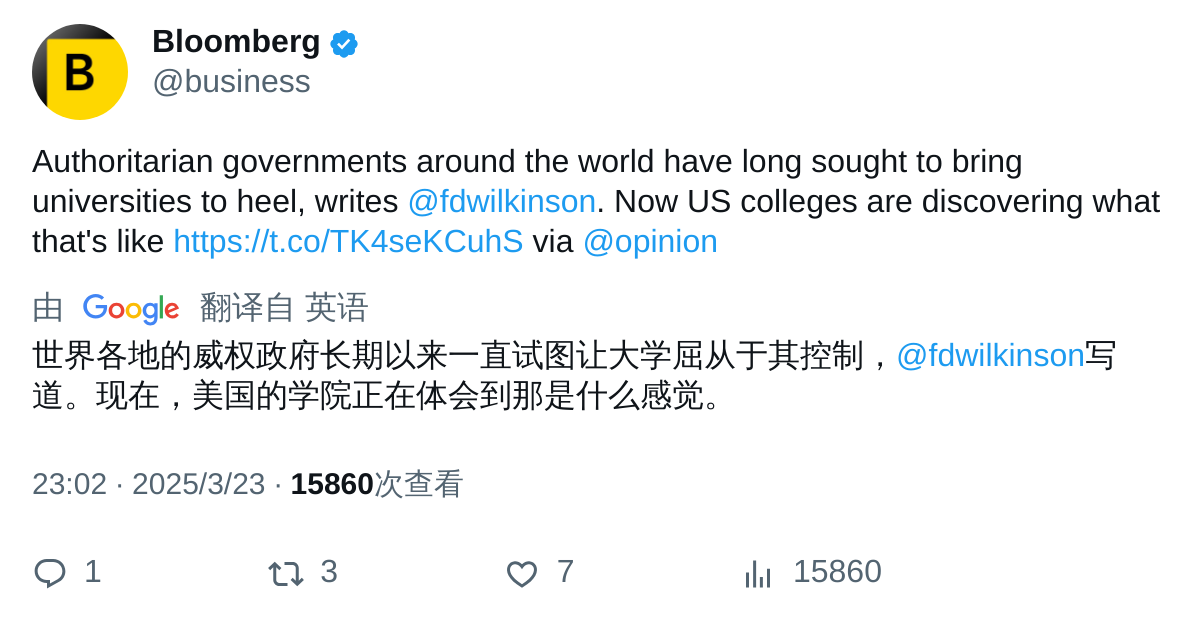 Bloomberg
@business
Authoritarian governments around the world have long sought to bring
universities to heel, writes @fdwilkinson. Now US colleges are discovering what
that's like https://t.co/TK4seKCuhS via @opinion
由 Google 翻译自 英语
世界各地的威权政府长期以来一直试图让大学屈从于其控制，@fdwilkinson写
道。现在，美国的学院正在体会到那是什么感觉。
23:02 · 2025/3/23 · 15860次查看
1 3 7 15860